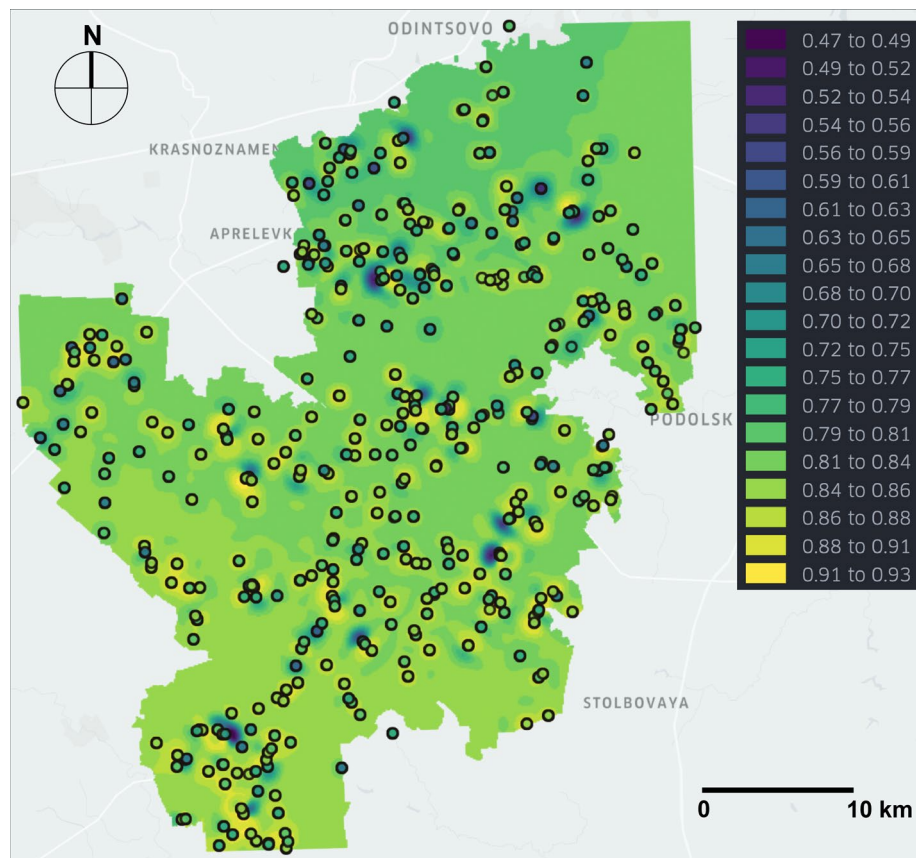 N
ODINTSOVO
KRASNOZNAMEN
APRELEVK
PODOLSK
STOLBOVAYA
0.47 to 0.49
0.49 to 0.52
0.52 to 0.54
0.54 to 0.56
0.56 to 0.59
0.59 to 0.61
0.61 to 0.63
0.63 to 0.65
0.65 to 0.68
0.68 to 0.70
0.70 to 0.72
0.72 to 0.75
0.75 to 0.77
0.77 to 0.79
0.79 to 0.81
0.81 to 0.84
0.84 to 0.86
0.86 to 0.88
0.88 to 0.91
0.91 to 0.93
0 10 km